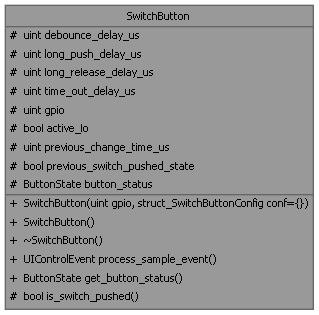 SwitchButton
# uint debounce_delay_us
# uint long_push_delay_us
# uint long_release_delay_us
# uint time_out_delay_us
# uint gpio
# bool active_lo
# uint previous_change_time_us
# bool previous_switch_pushed_state
# ButtonState button_status
+ SwitchButton(uint gpio, struct_SwitchButtonConfig conf={})
+ SwitchButton()
+ ~SwitchButton()
+ UIControlEvent process_sample_event()
+ ButtonState get_button_status()
# bool is_switch_pushed()